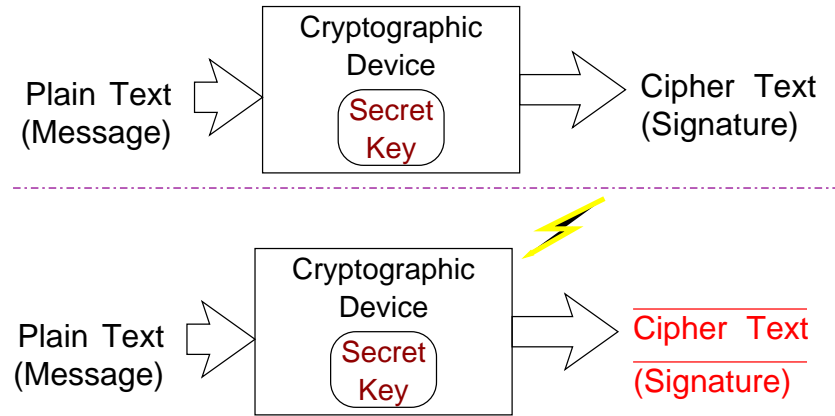 Cryptographic
Device
Plain Text
(Message)
Secret
Key
Cipher Text
(Signature)
Cryptographic
Device
Plain Text
(Message)
Secret
Key
Cipher Text
(Signature)